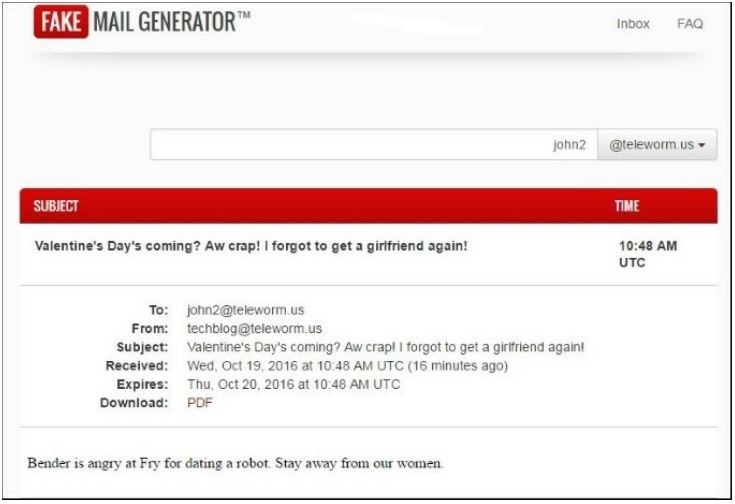 FAKE MAIL GENERATOR™
Inbox FAQ
john2 @teleworm.us
SUBJECT TIME
Valentine's Day's coming? Aw crap! I forgot to get a girlfriend again! 10:48 AM
UTC
To: john2@teleworm.us
From: techblog@teleworm.us
Subject: Valentine's Day's coming? Aw crap! I forgot to get a girlfriend again!
Received: Wed, Oct 19, 2016 at 10:48 AM UTC (16 minutes ago)
Expires: Thu, Oct 20, 2016 at 10:48 AM UTC
Download: PDF
Bender is angry at Fry for dating a robot. Stay away from our women.